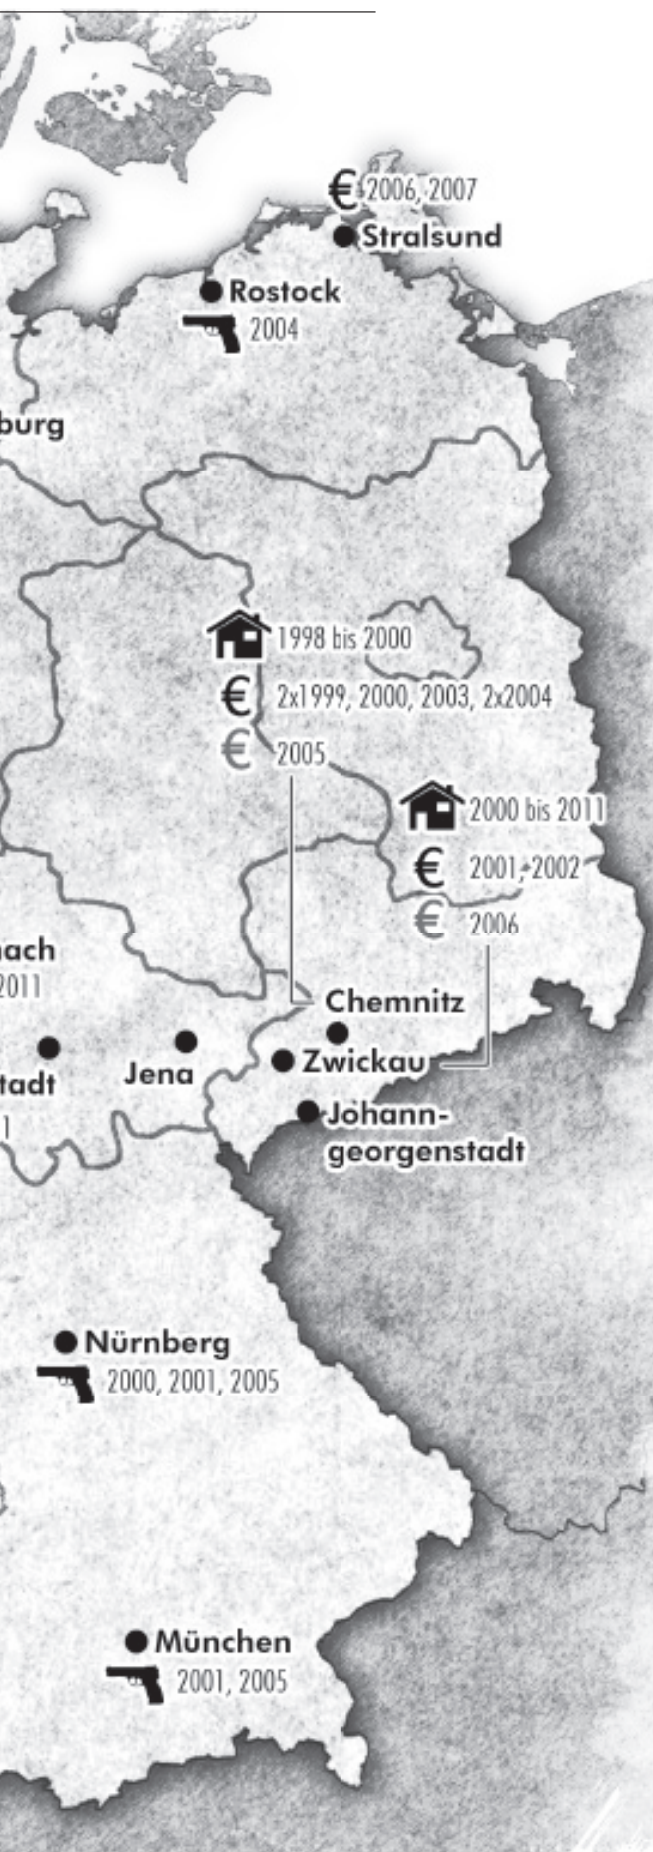 € 2006, 2007
Stralsund
Rostock
2004
burg
1998 bis 2000
€ 2x1999, 2000, 2003, 2x2004
€ 2005
2000 bis 2011
€ 2001, 2002
€ 2006
nach
2011
Chemnitz
Zwickau
Jena
tadt
1
Johann-
georgenstadt
Nürnberg
2000, 2001, 2005
München
2001, 2005